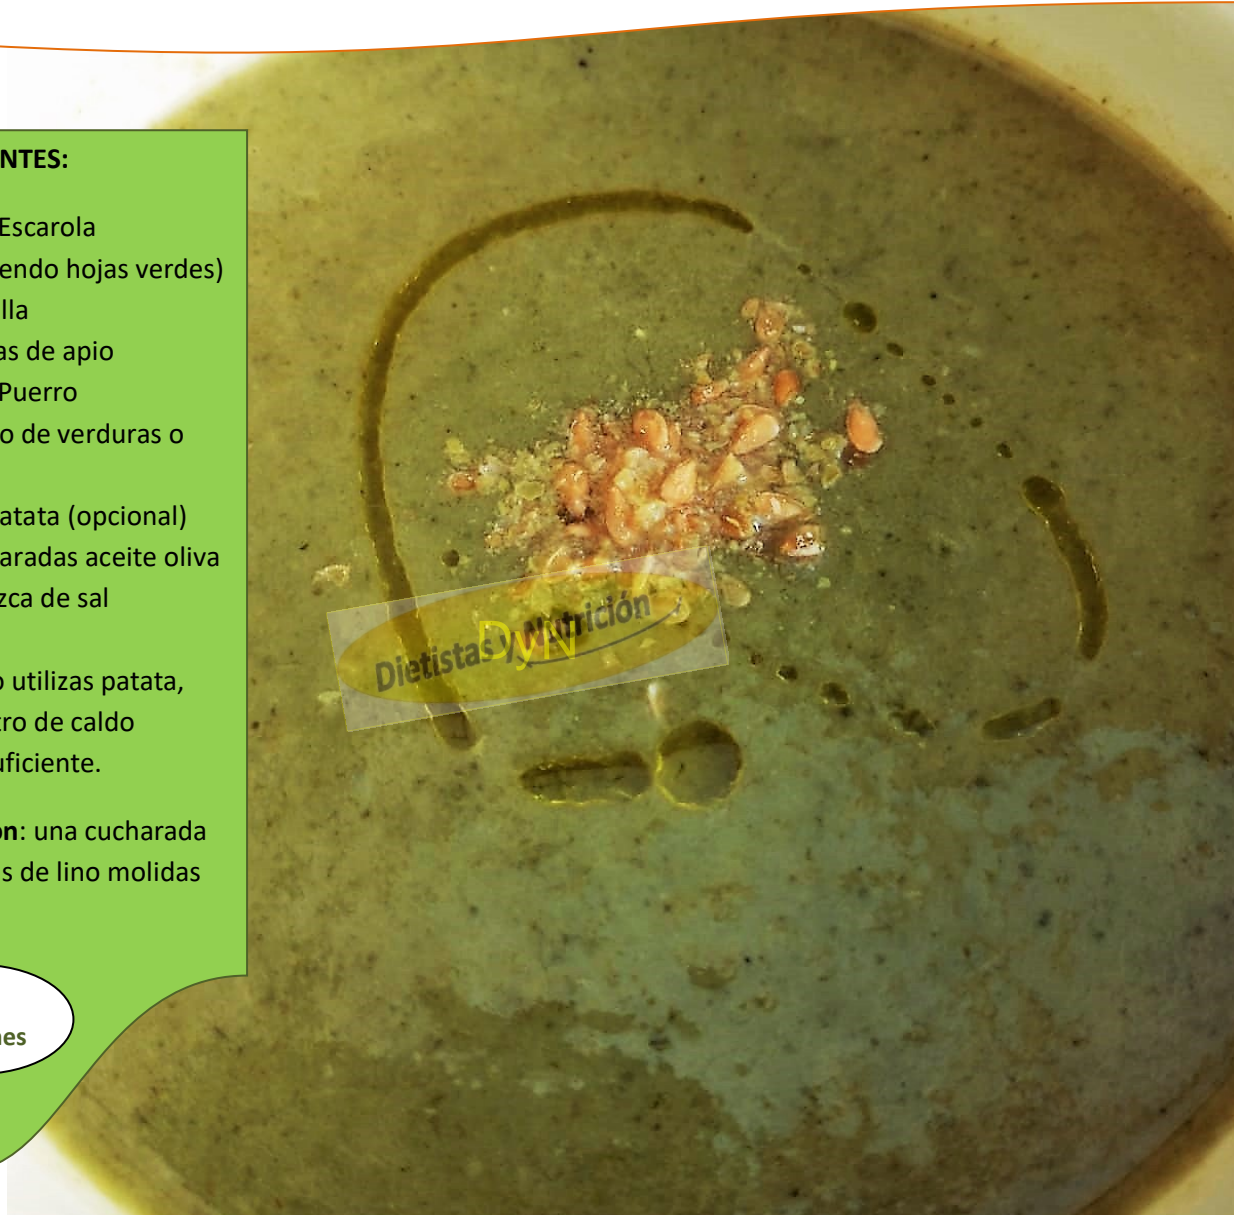 NTES:
Escarola
endo hojas verdes)
lla
as de apio
Puerro
o de verduras o
atata (opcional)
aradas aceite oliva
zca de sal
o utilizas patata,
tro de caldo
uficiente.
on: una cucharada
s de lino molidas
nes
Dietistas y Nutrición
DyN